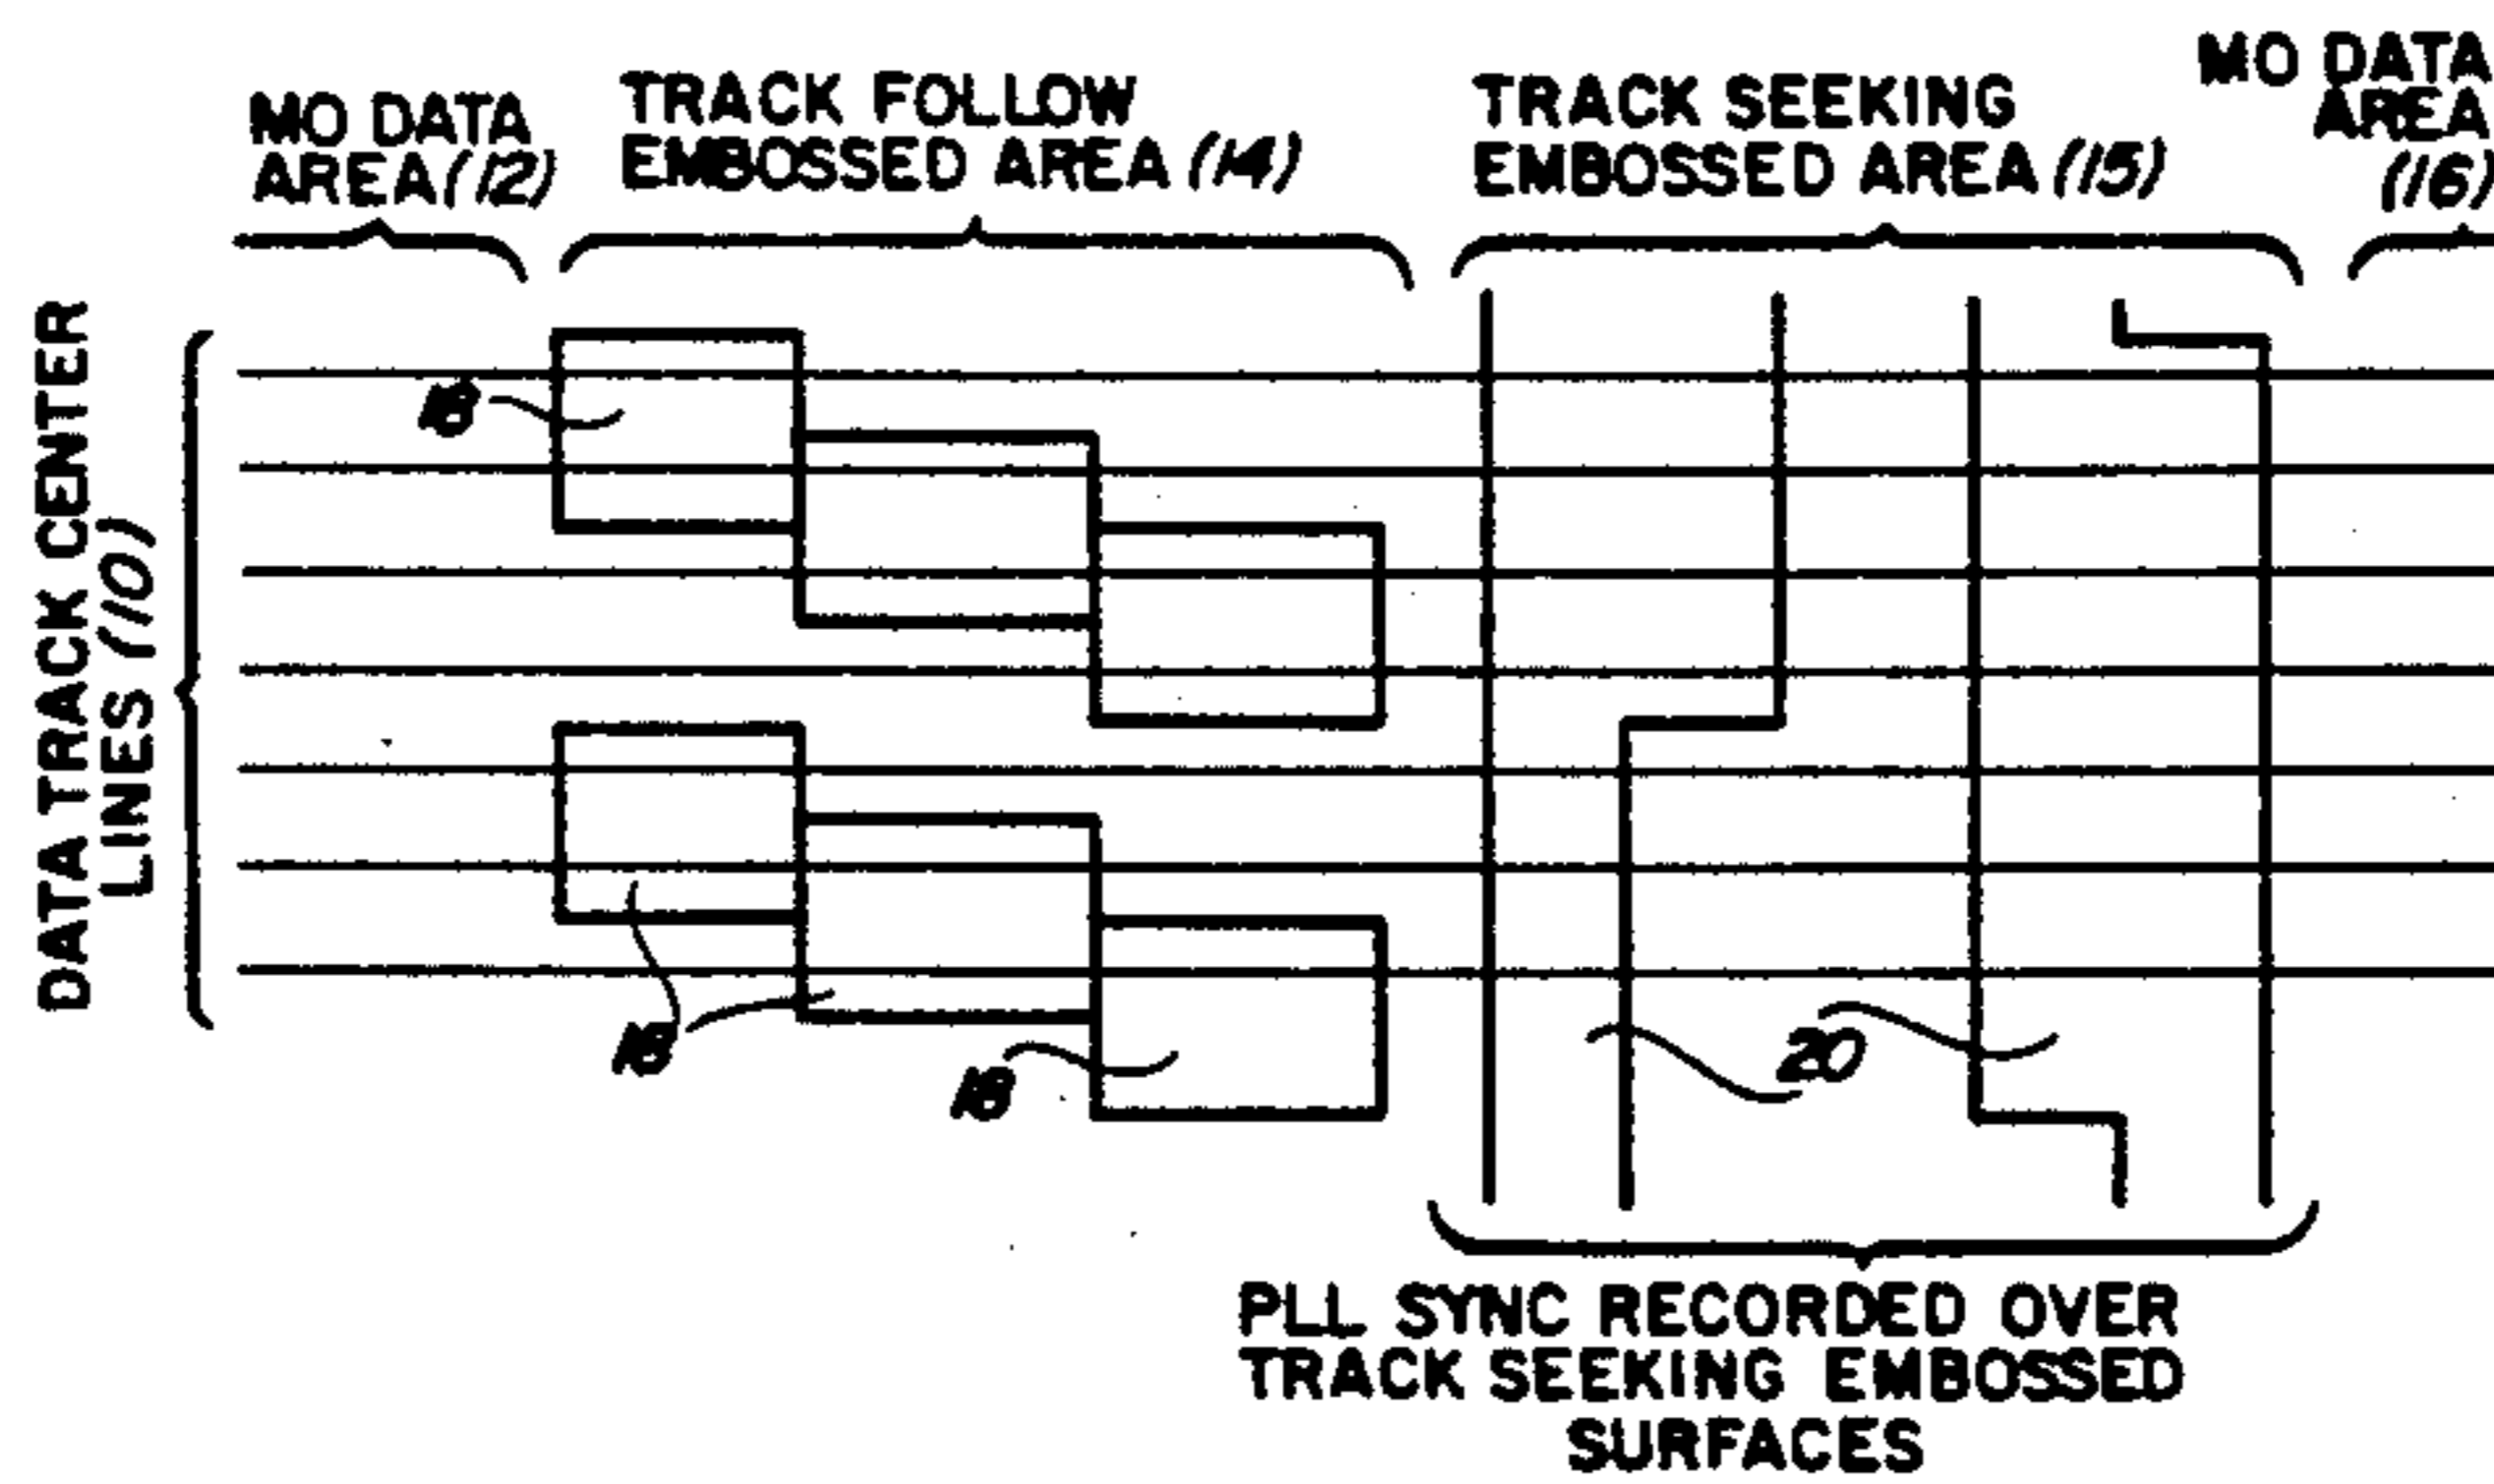 MO DATA
AREA (12)
TRACK FOLLOW
EMBOSSED AREA (14)
TRACK SEEKING
EMBOSSED AREA (15)
MO DATA
AREA
(16)
DATA TRACK CENTER
LINES (10)
18
18
18
20
PLL SYNC RECORDED OVER
TRACK SEEKING EMBOSSED
SURFACES